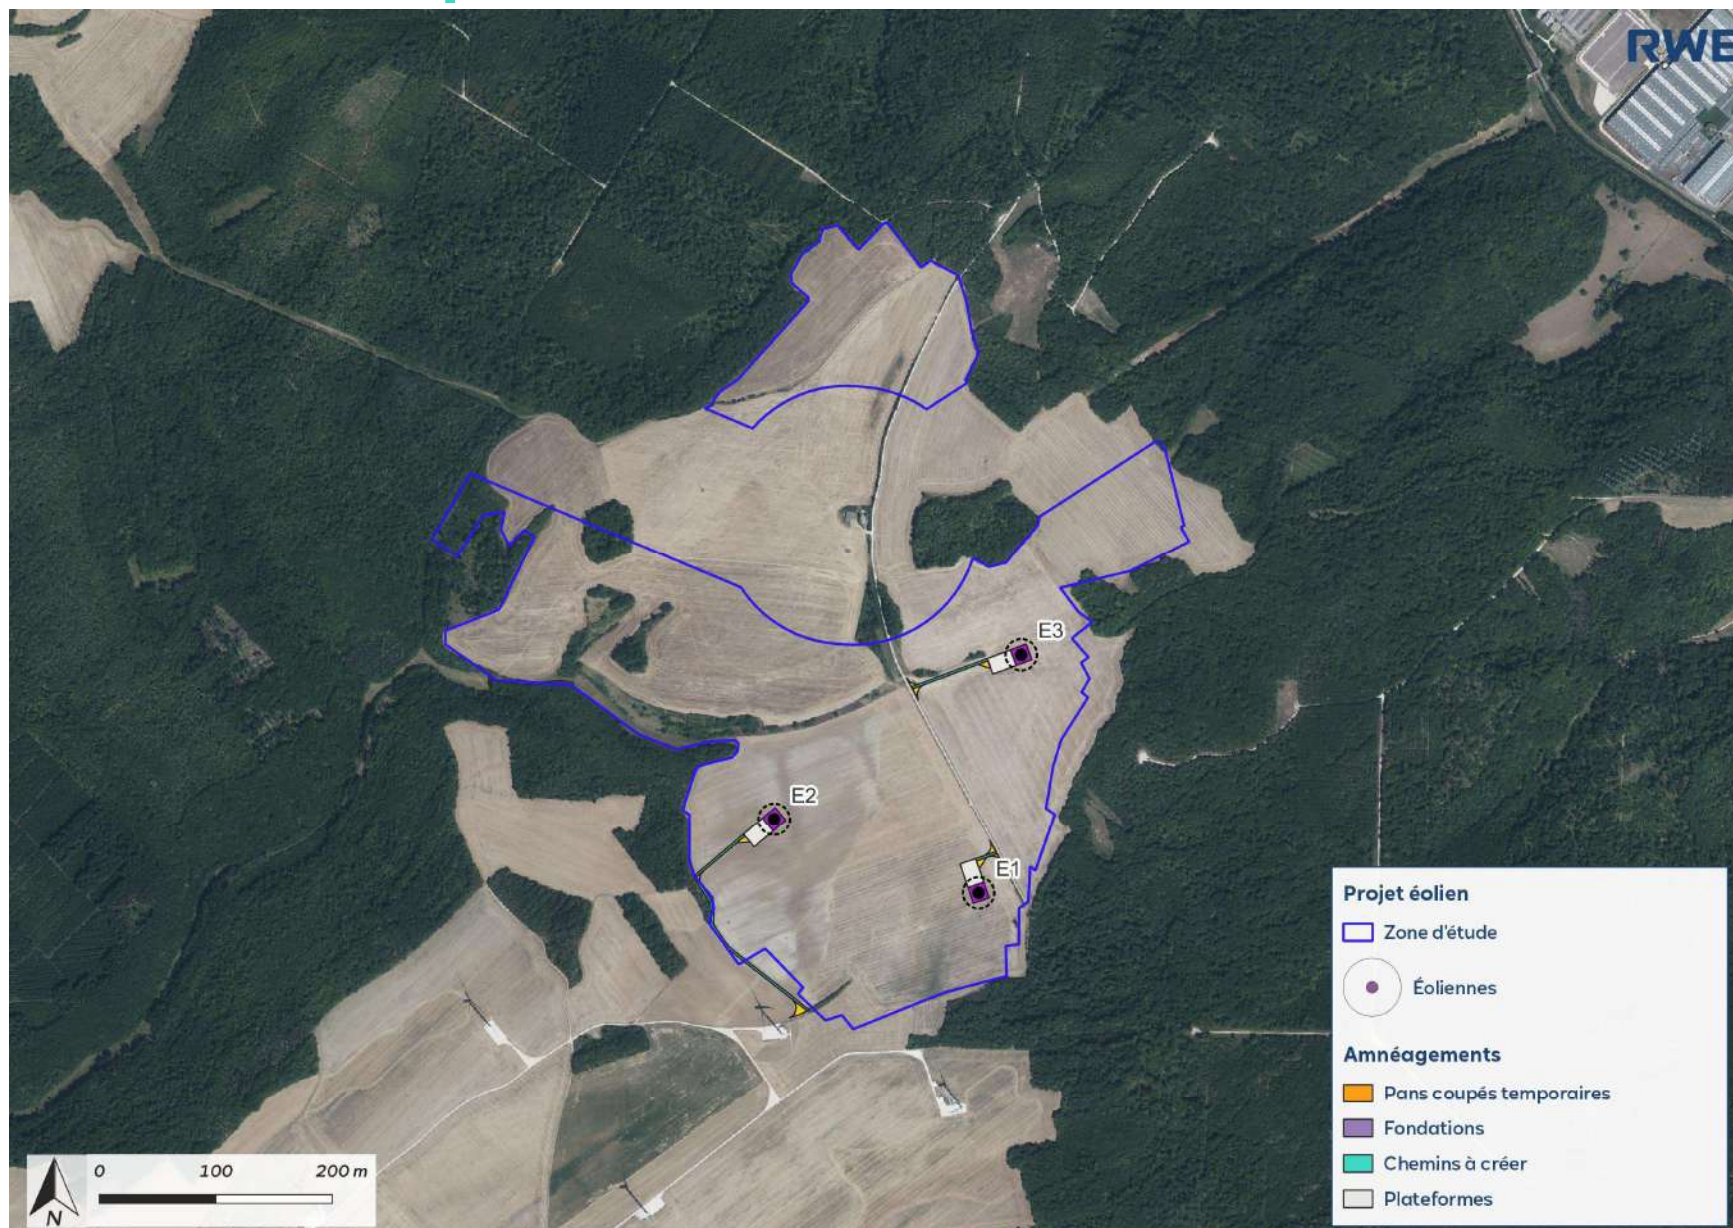 RWE
E3
E2
E1
Projet éolien
Zone d'étude
Éoliennes
Amnéagements
Pans coupés temporaires
Fondations
Chemins à créer
Plateformes
0 100 200 m
N